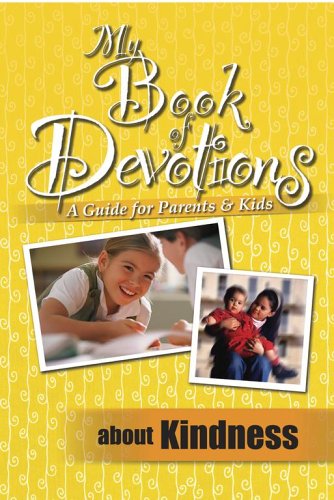 My
Book
of
Devotions
A Guide for Parents & Kids
about Kindness